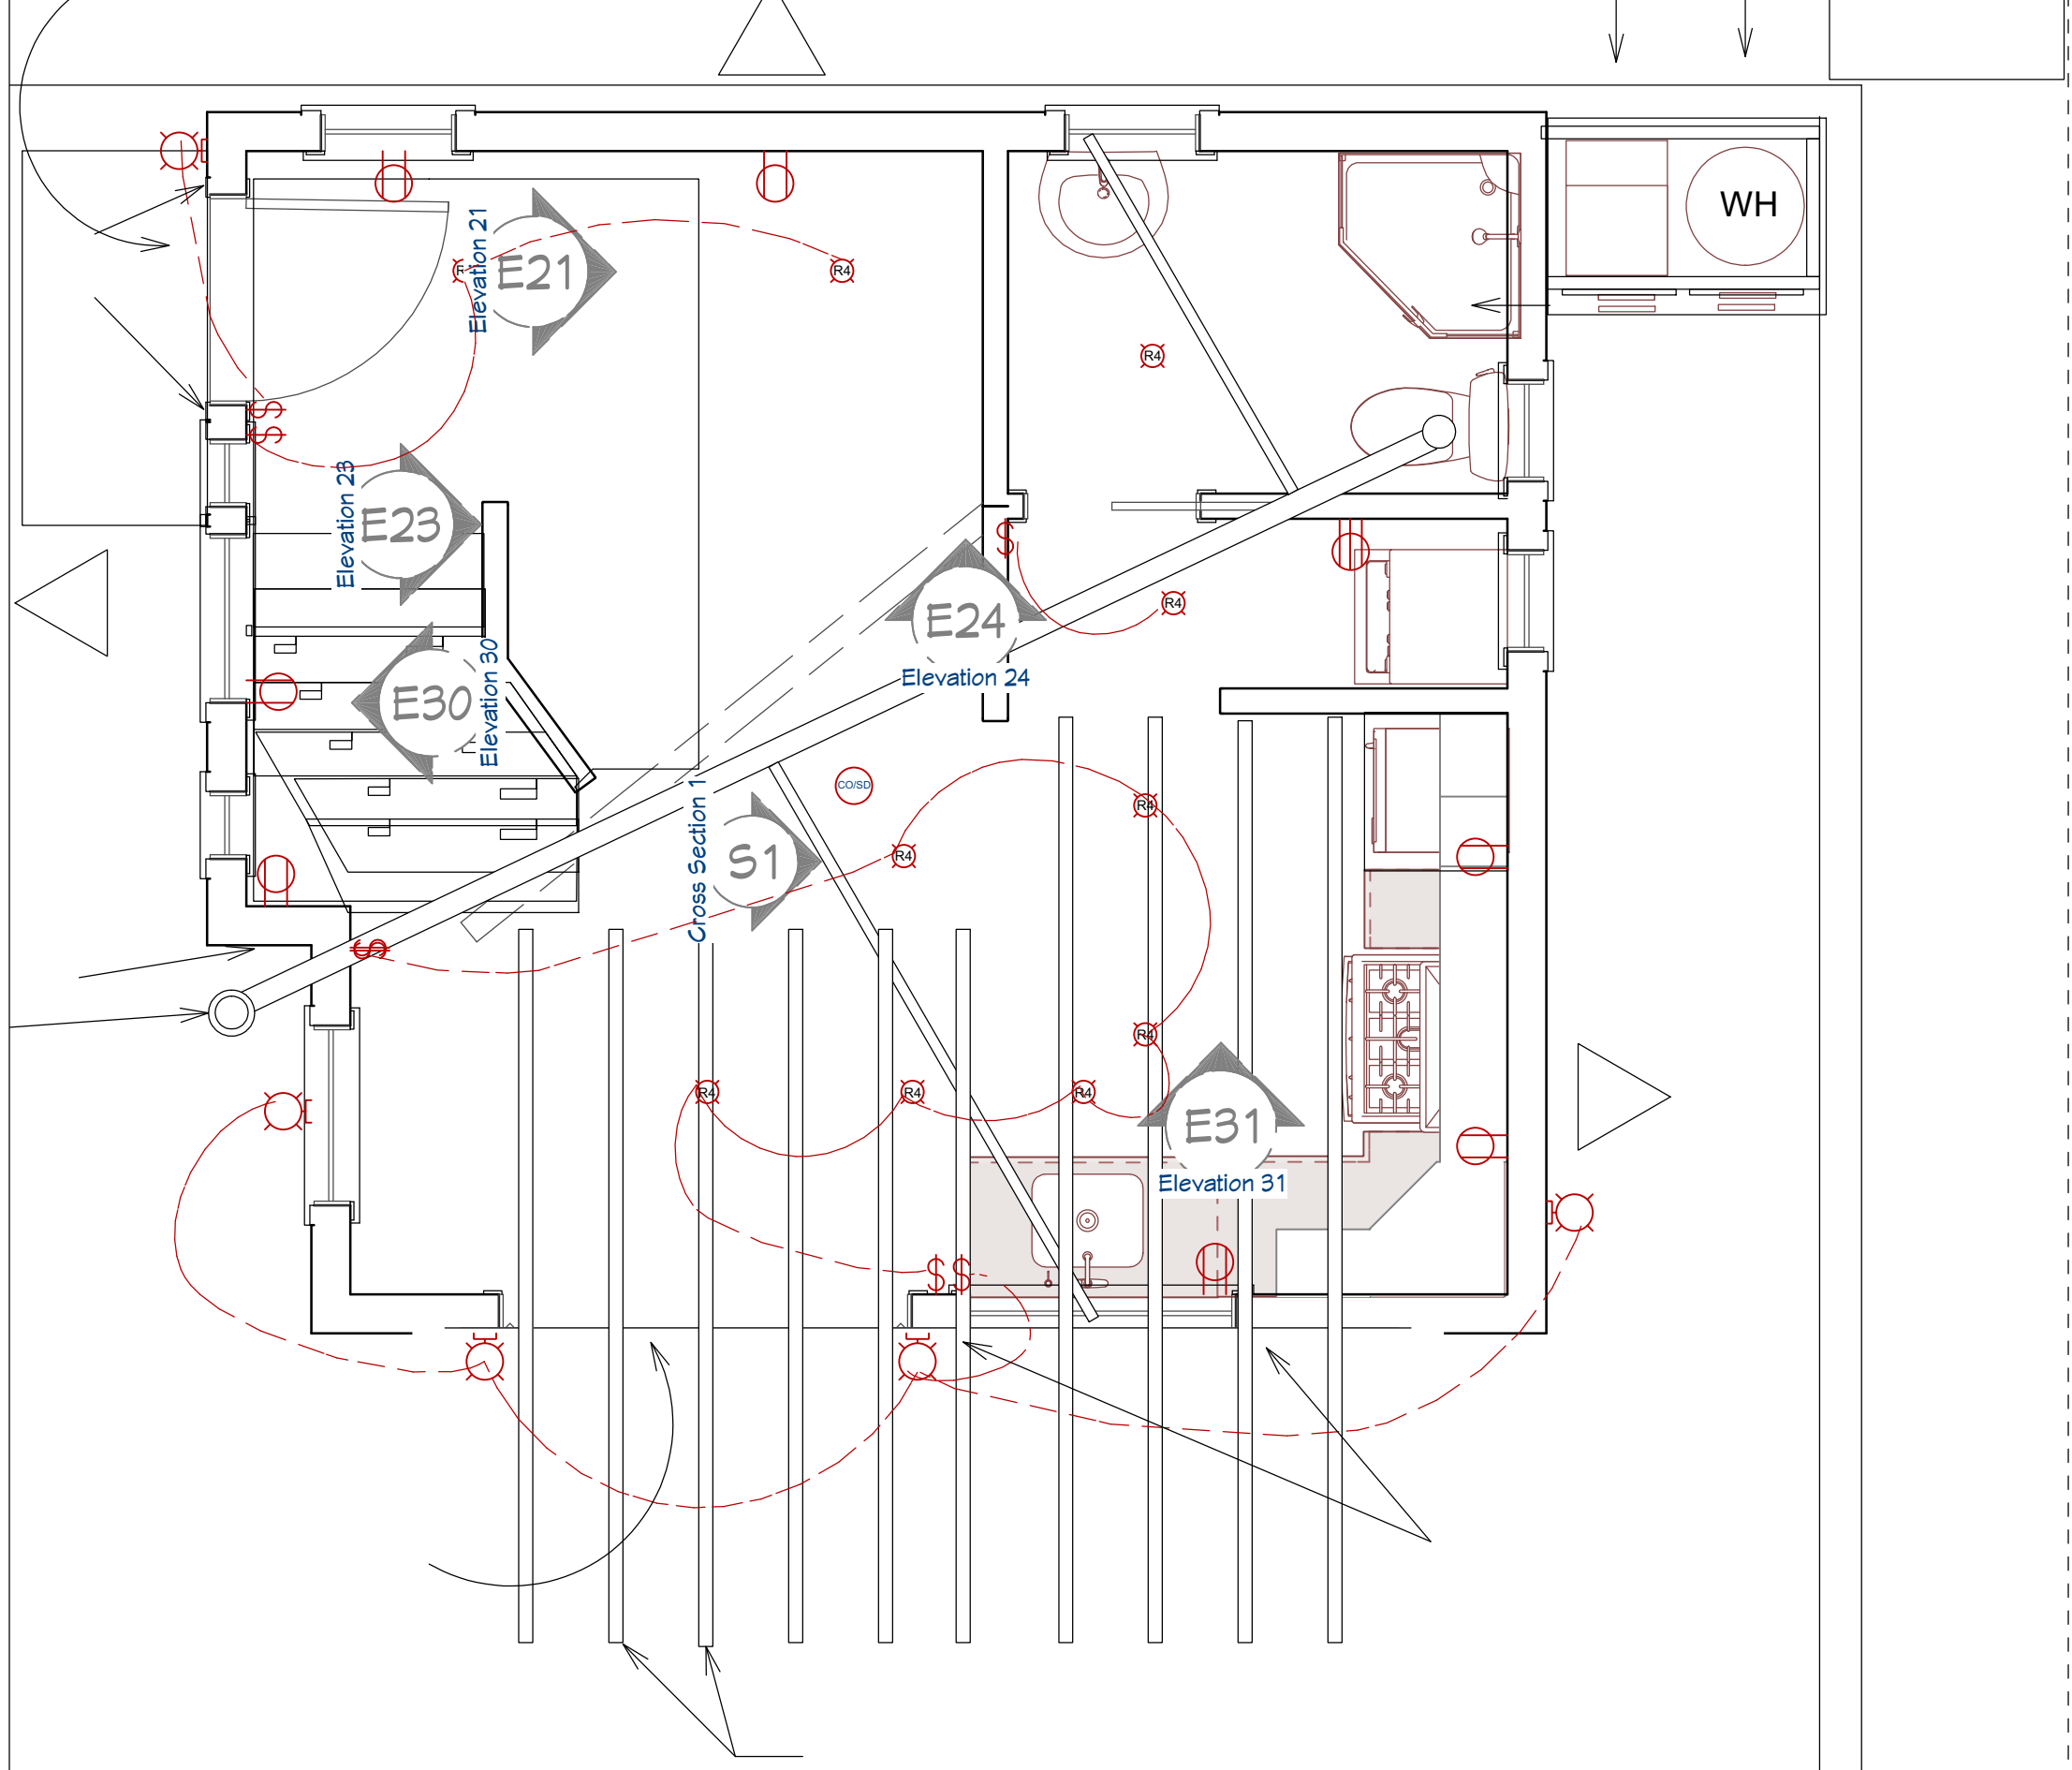 WH
Elevation 21
E21
R4
R4
$
$
Elevation 23
E23
$
R4
E24
Elevation 24
E30
Elevation 30
CO/SD
Cross Section 1
S1
R4
R4
$
R4
R4
R4
R4
E31
Elevation 31
$ $